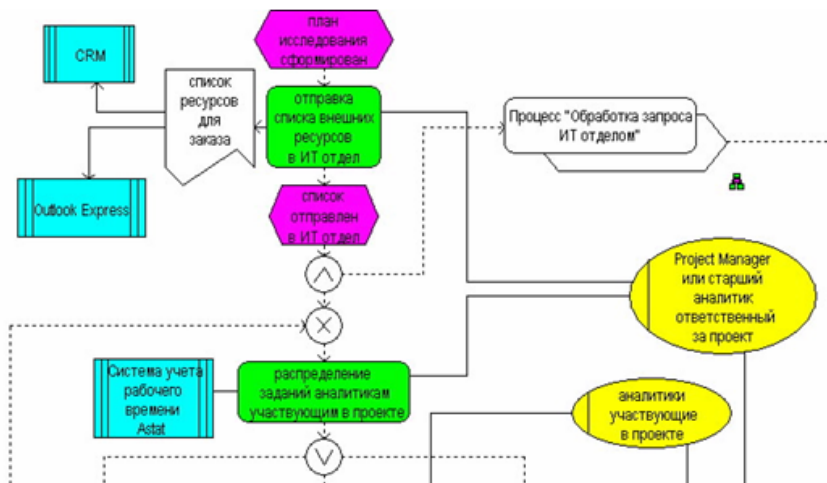 план
исследования
сформирован
CRM
список
ресурсов
для
заказа
отправка
списка внешних
ресурсов
в ИТ отдел
Процесс "Обработка запроса
ИТ отделом"
Outlook Express
список
отправлен
в ИТ отдел
Project Manager
или старший
аналитик
ответственный
за проект
Система учета
рабочего
времени
Astat
распределение
заданий аналитикам
участвующим в проекте
аналитики
участвующие
в проекте